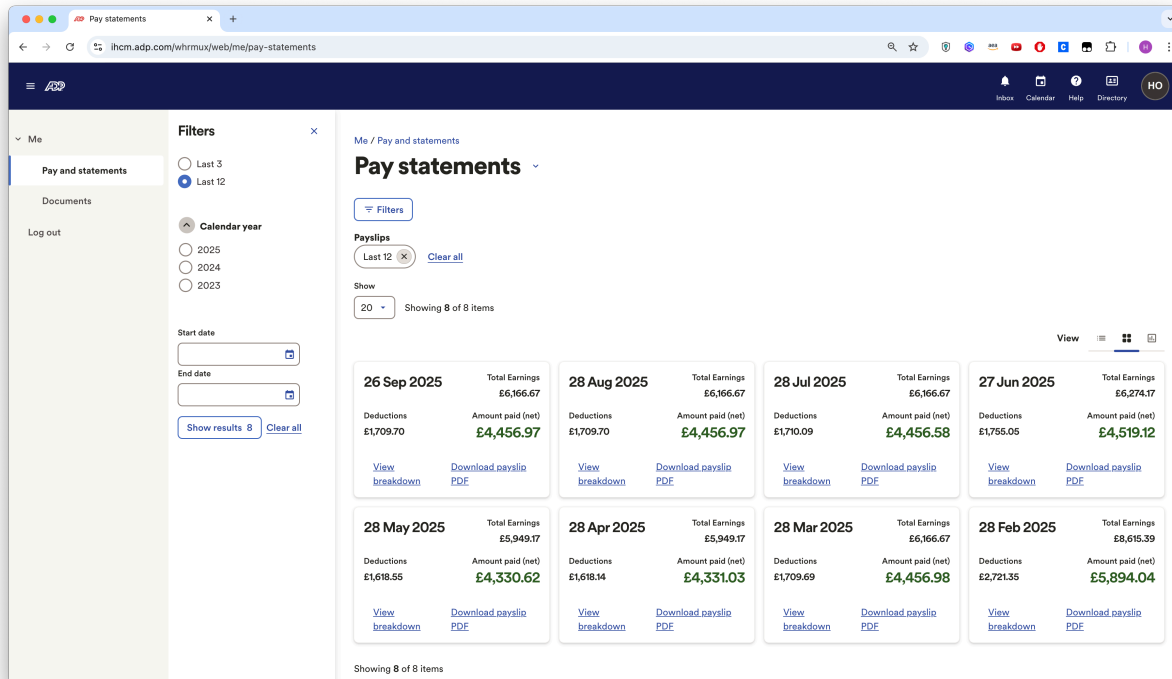 Pay statements
ihcm.adp.com/whrmux/web/me/pay-statements
H
ADP
Inbox
Calendar
Help
Directory
HO
Me
Pay and statements
Documents
Log out
Filters
Last 3
Last 12
Calendar year
2025
2024
2023
Start date
End date
Show results 8
Clear all
Me / Pay and statements
Pay statements
Filters
Payslips
Last 12
Clear all
Show
20
Showing 8 of 8 items
View
26 Sep 2025
Total Earnings
£6,166.67
Deductions
Amount paid (net)
£1,709.70
£4,456.97
View breakdown
Download payslip PDF
28 Aug 2025
Total Earnings
£6,166.67
Deductions
Amount paid (net)
£1,709.70
£4,456.97
View breakdown
Download payslip PDF
28 Jul 2025
Total Earnings
£6,166.67
Deductions
Amount paid (net)
£1,710.09
£4,456.58
View breakdown
Download payslip PDF
27 Jun 2025
Total Earnings
£6,274.17
Deductions
Amount paid (net)
£1,755.05
£4,519.12
View breakdown
Download payslip PDF
28 May 2025
Total Earnings
£5,949.17
Deductions
Amount paid (net)
£1,618.55
£4,330.62
View breakdown
Download payslip PDF
28 Apr 2025
Total Earnings
£5,949.17
Deductions
Amount paid (net)
£1,618.14
£4,331.03
View breakdown
Download payslip PDF
28 Mar 2025
Total Earnings
£6,166.67
Deductions
Amount paid (net)
£1,709.69
£4,456.98
View breakdown
Download payslip PDF
28 Feb 2025
Total Earnings
£8,615.39
Deductions
Amount paid (net)
£2,721.35
£5,894.04
View breakdown
Download payslip PDF
Showing 8 of 8 items